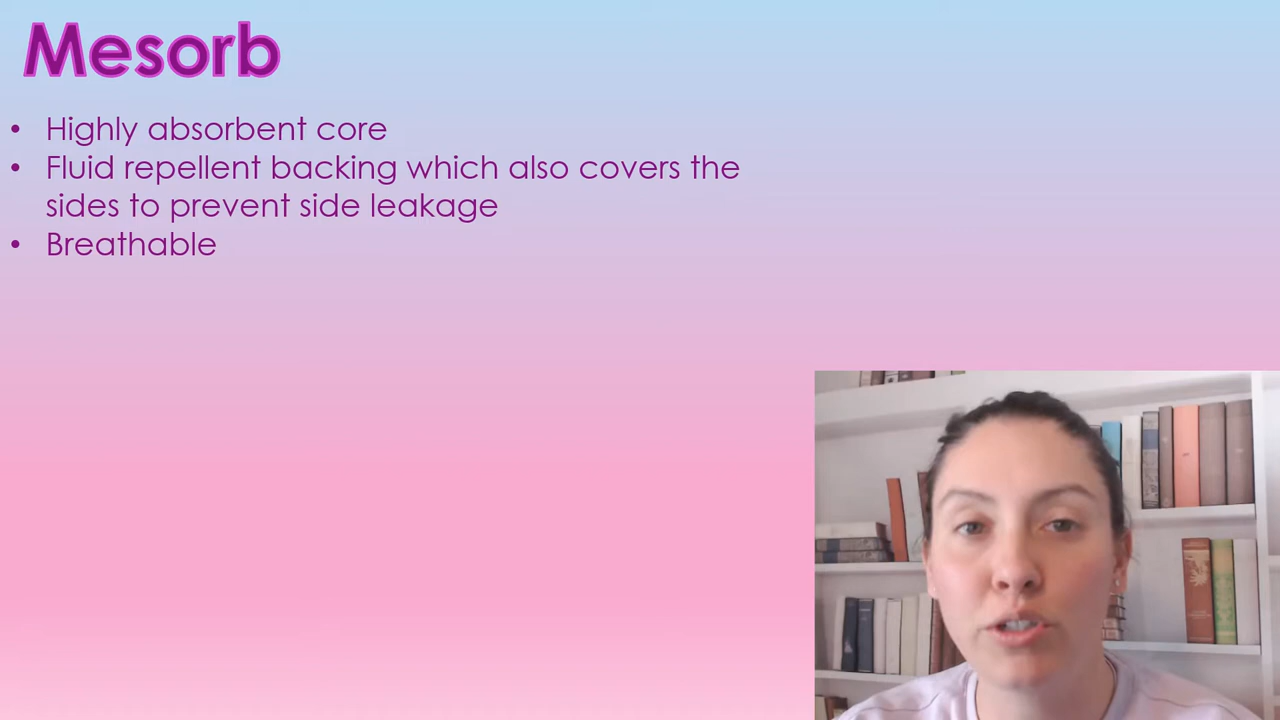 Mesorb
• Highly absorbent core
• Fluid repellent backing which also covers the
sides to prevent side leakage
• Breathable